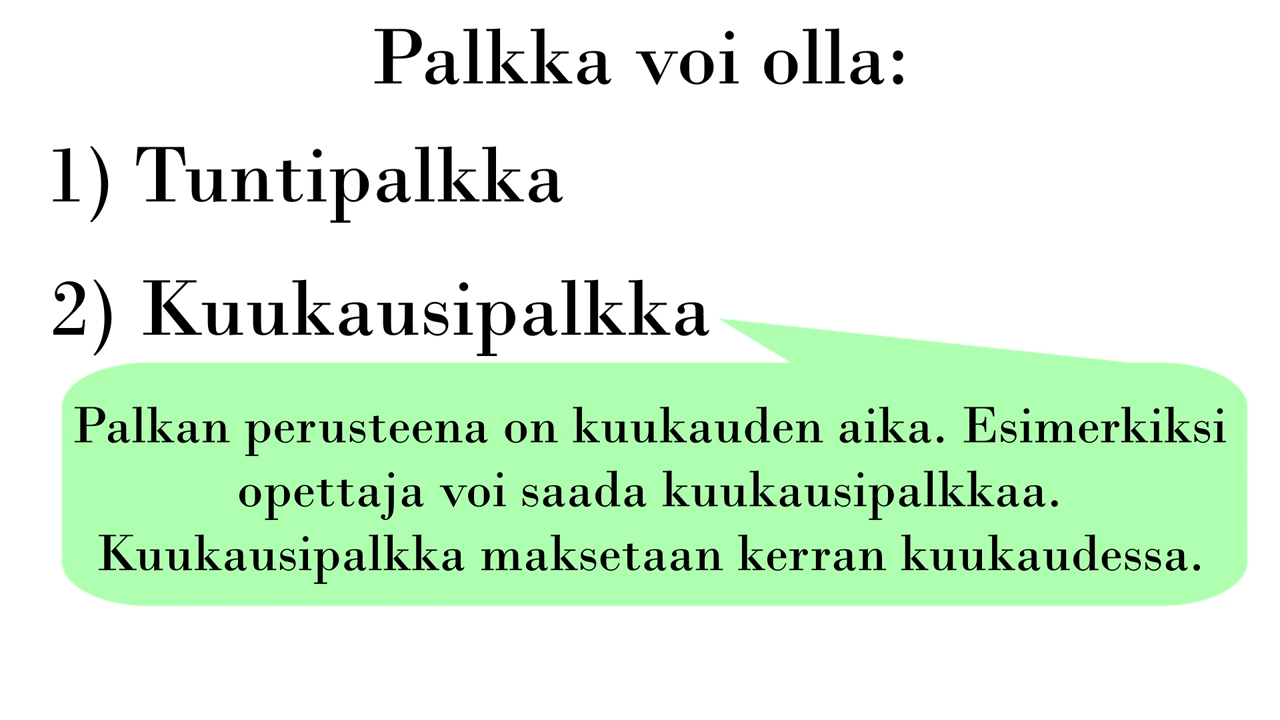 Palkka voi olla:
1) Tuntipalkka
2) Kuukausipalkka
Palkan perusteena on kuukauden aika. Esimerkiksi
opettaja voi saada kuukausipalkkaa.
Kuukausipalkka maksetaan kerran kuukaudessa.